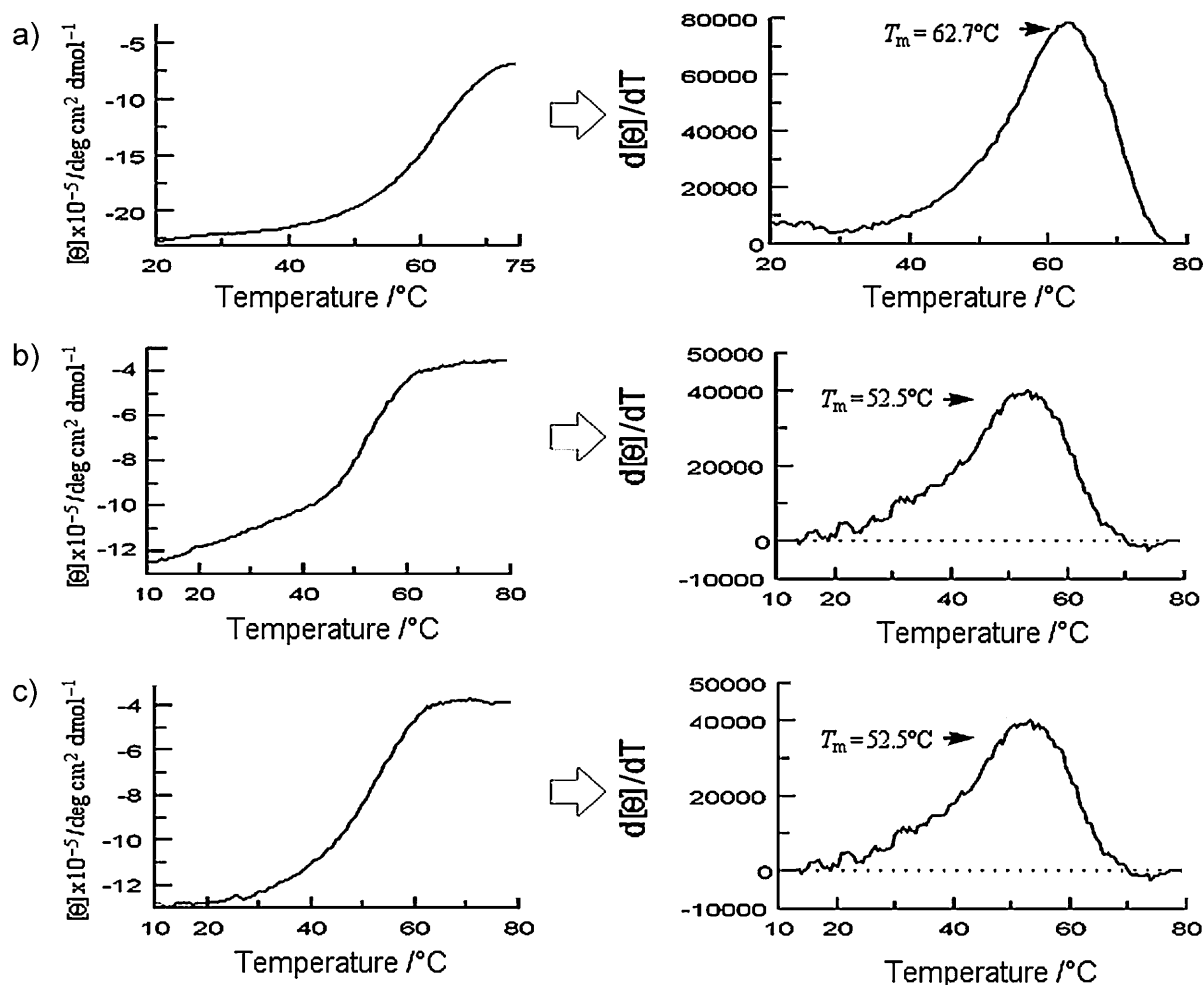 a)
[θ]x10⁻⁵/deg cm² dmol⁻¹
-5
-10
-15
-20
20 40 60 75
Temperature /°C
d[θ]/dT
80000
60000
40000
20000
0
Tm = 62.7°C
20 40 60 80
Temperature /°C
b)
[θ]x10⁻⁵/deg cm² dmol⁻¹
-4
-6
-8
-10
-12
10 20 40 60 80
Temperature /°C
d[θ]/dT
50000
40000
20000
0
-10000
Tm = 52.5°C
10 20 40 60 80
Temperature /°C
c)
[θ]x10⁻⁵/deg cm² dmol⁻¹
-4
-6
-8
-10
-12
10 20 40 60 80
Temperature /°C
d[θ]/dT
50000
40000
20000
0
-10000
Tm = 52.5°C
10 20 40 60 80
Temperature /°C